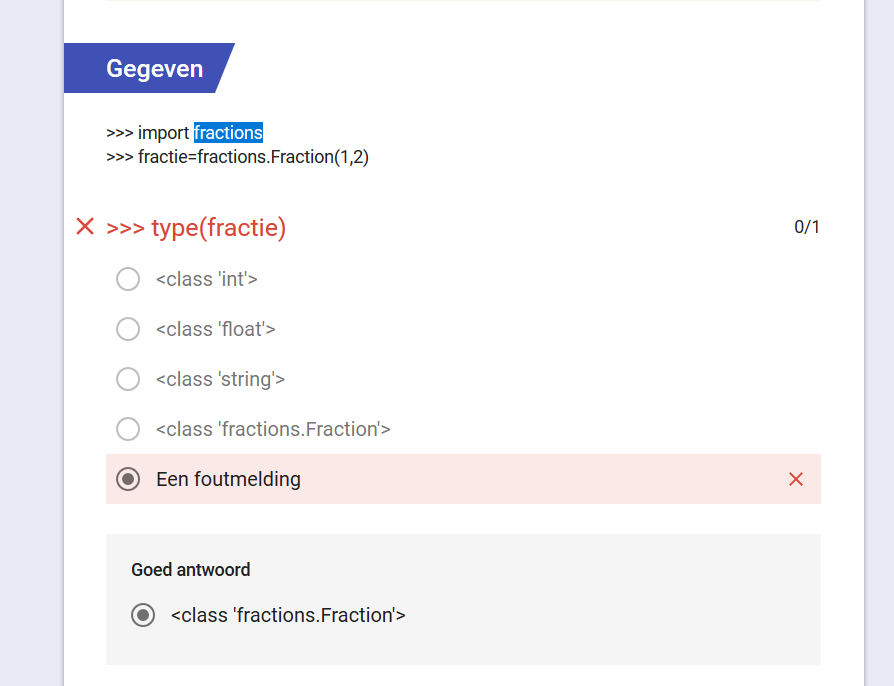 Gegeven
>>> import fractions
>>> fractie=fractions.Fraction(1,2)
>>> type(fractie)
0/1
<class 'int'>
<class 'float'>
<class 'string'>
<class 'fractions.Fraction'>
Een foutmelding
Goed antwoord
<class 'fractions.Fraction'>